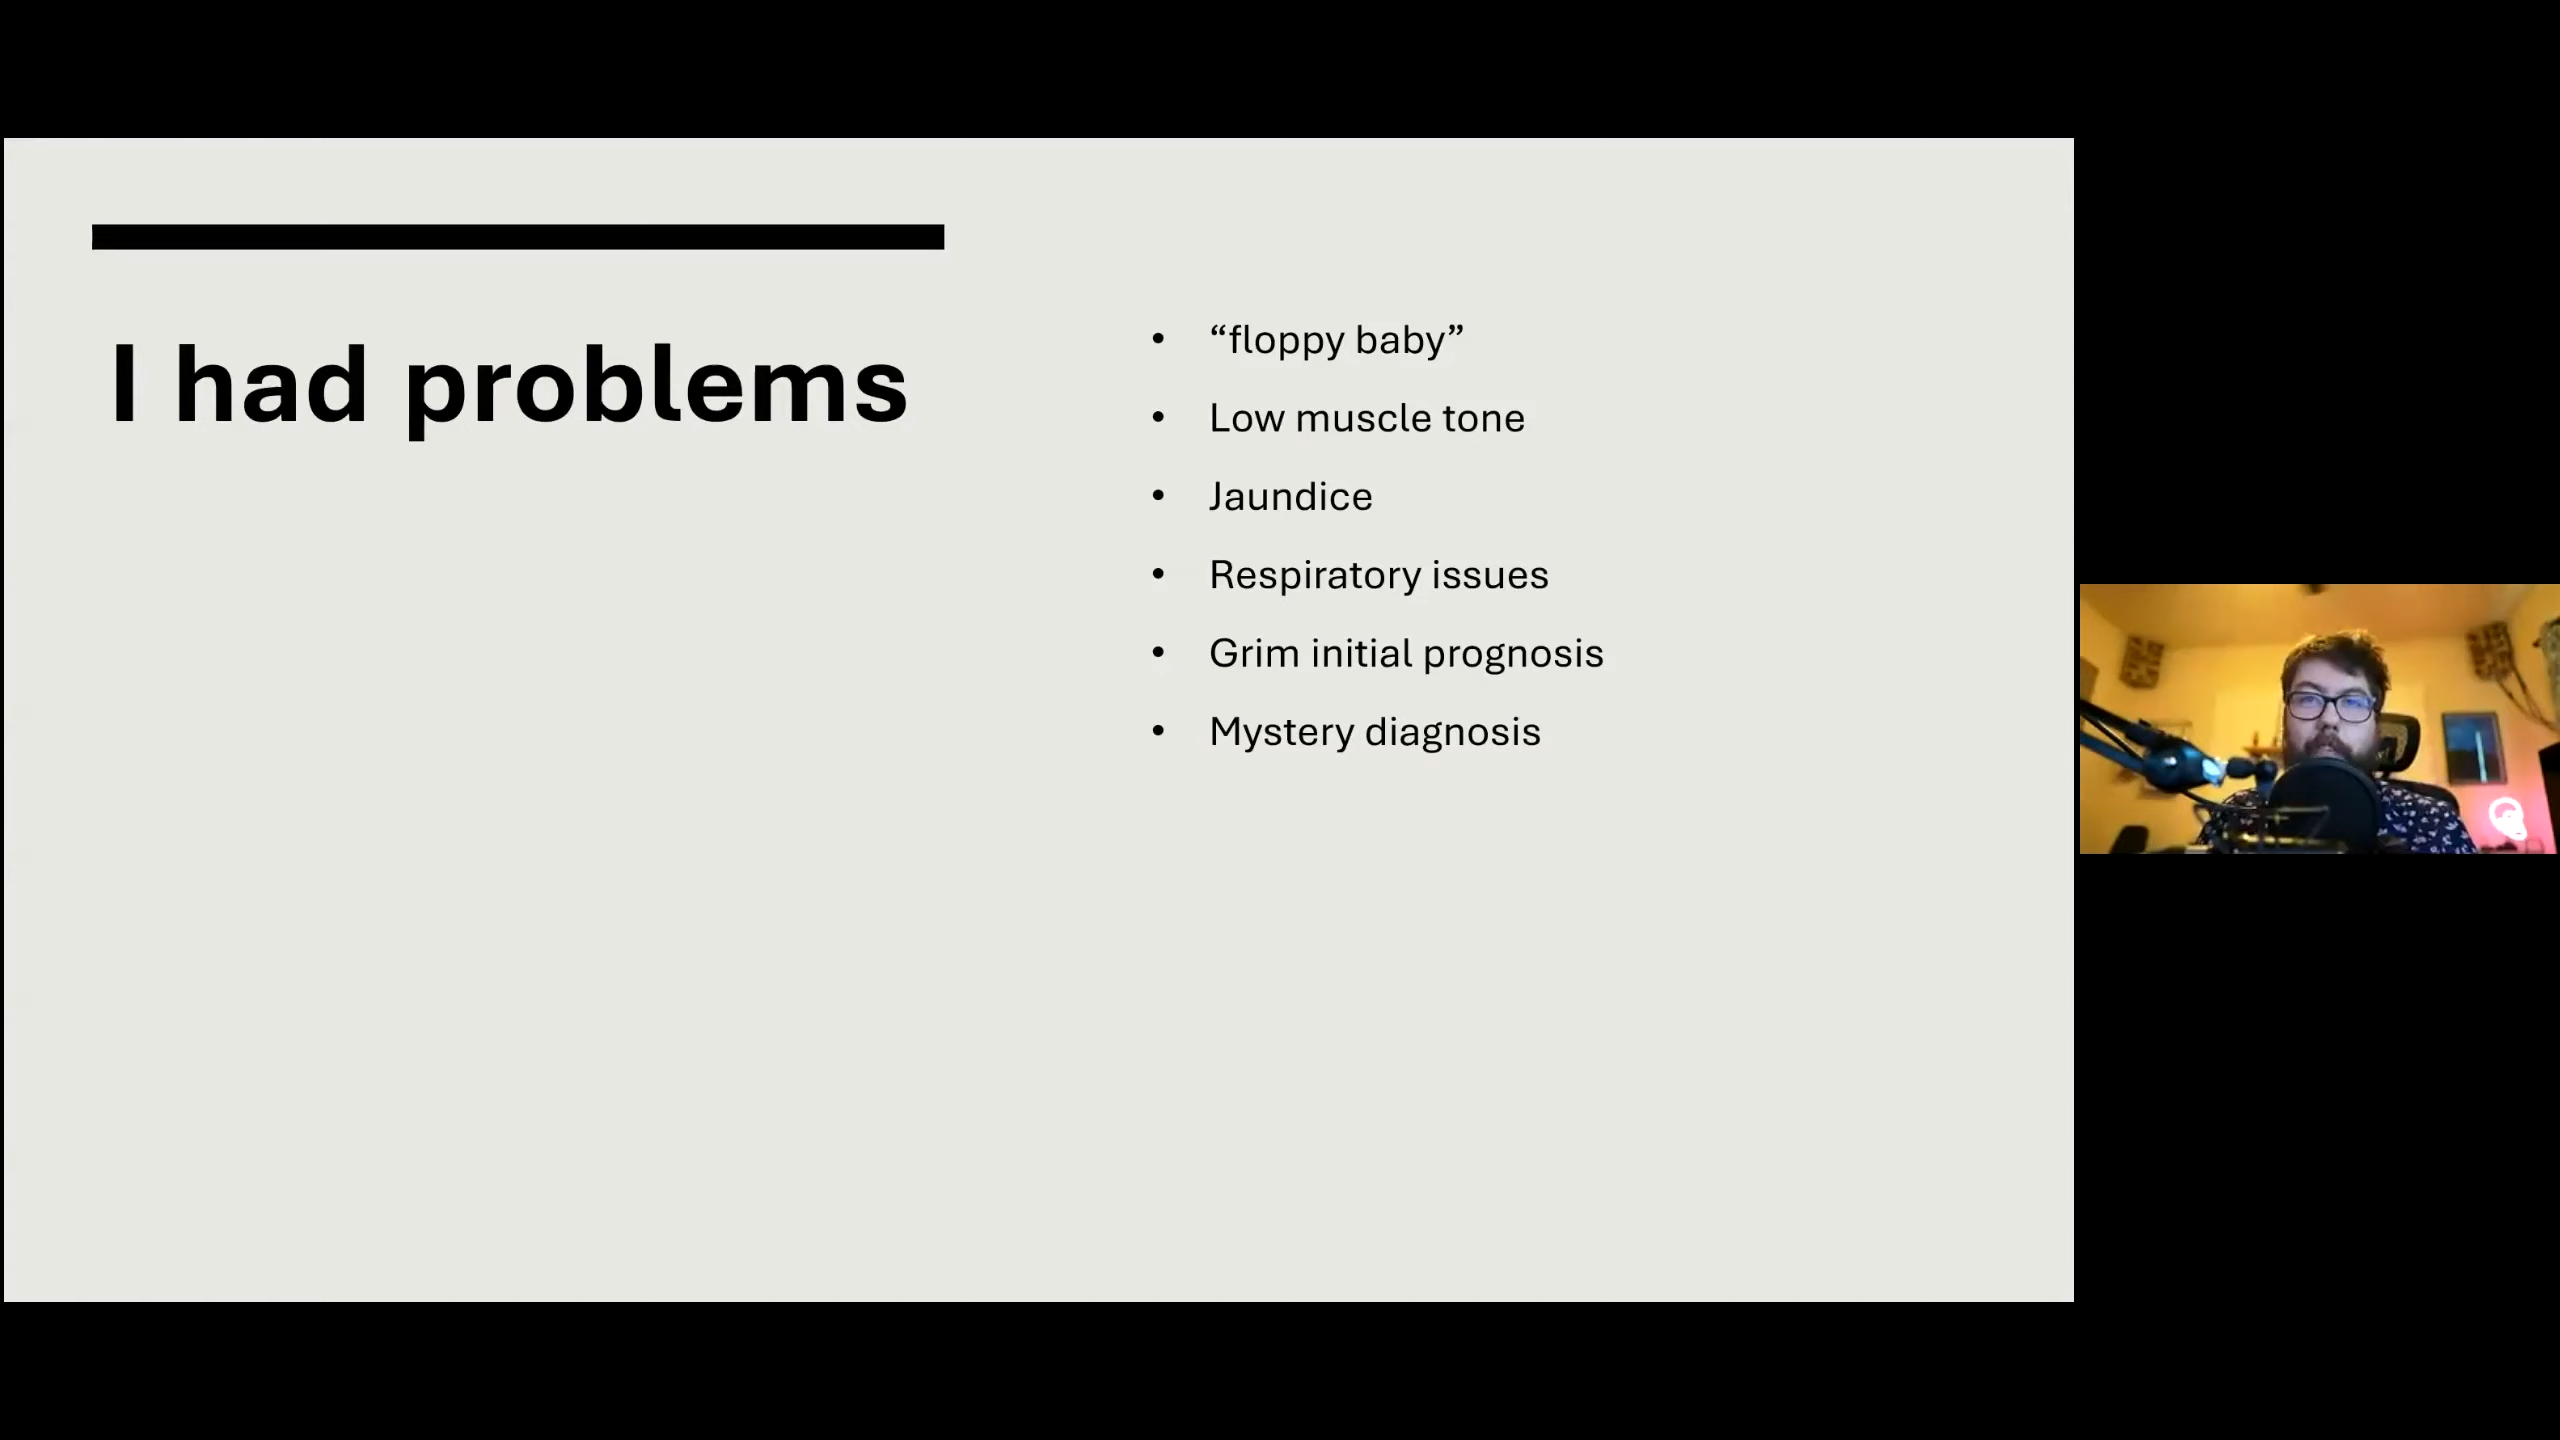 I had problems
• “floppy baby”
• Low muscle tone
• Jaundice
• Respiratory issues
• Grim initial prognosis
• Mystery diagnosis